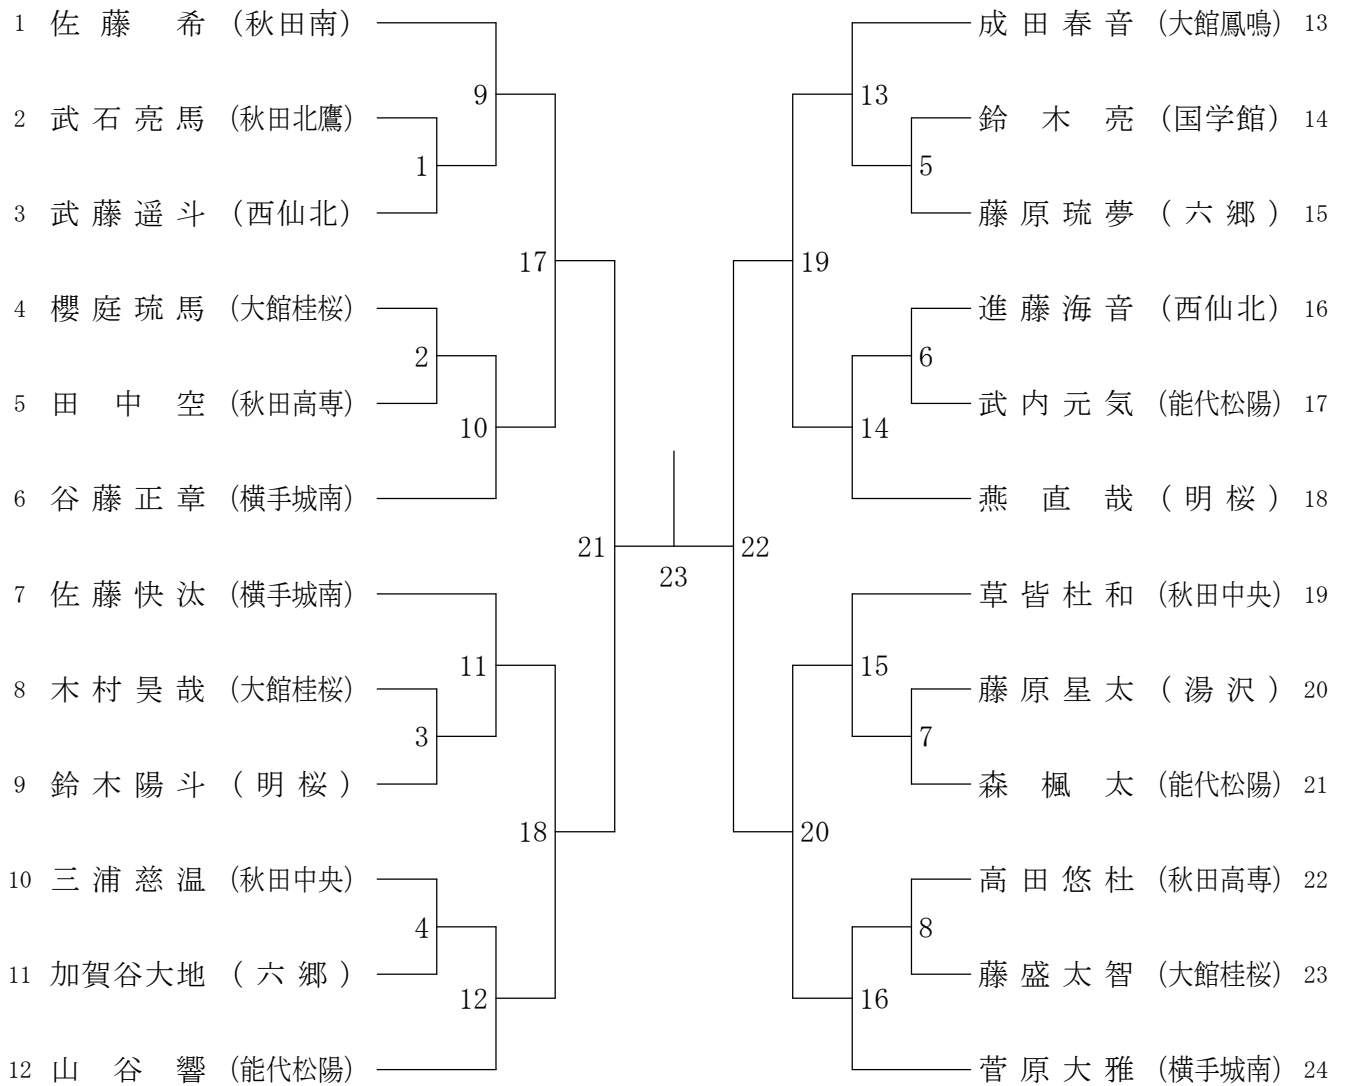 1 佐藤 希 (秋田南)
9
2 武石亮馬 (秋田北鷹)
1
3 武藤遥斗 (西仙北)
17
4 櫻庭琉馬 (大館桂桜)
2
5 田中 空 (秋田高専)
10
6 谷藤正章 (横手城南)
21
7 佐藤快汰 (横手城南)
11
8 木村昊哉 (大館桂桜)
3
9 鈴木陽斗 (明桜)
18
10 三浦慈温 (秋田中央)
4
11 加賀谷大地 (六郷)
12
12 山谷 響 (能代松陽)
23
成田春音 (大館鳳鳴) 13
13
鈴木 亮 (国学館) 14
5
藤原琉夢 (六郷) 15
19
進藤海音 (西仙北) 16
6
武内元気 (能代松陽) 17
14
燕 直哉 (明桜) 18
22
草皆杜和 (秋田中央) 19
15
藤原星太 (湯沢) 20
7
森 楓太 (能代松陽) 21
20
高田悠杜 (秋田高専) 22
8
藤盛太智 (大館桂桜) 23
16
菅原大雅 (横手城南) 24